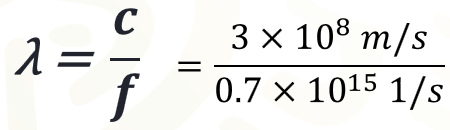 λ = c/f = 3 × 10⁸ m/s / 0.7 × 10¹⁵ 1/s